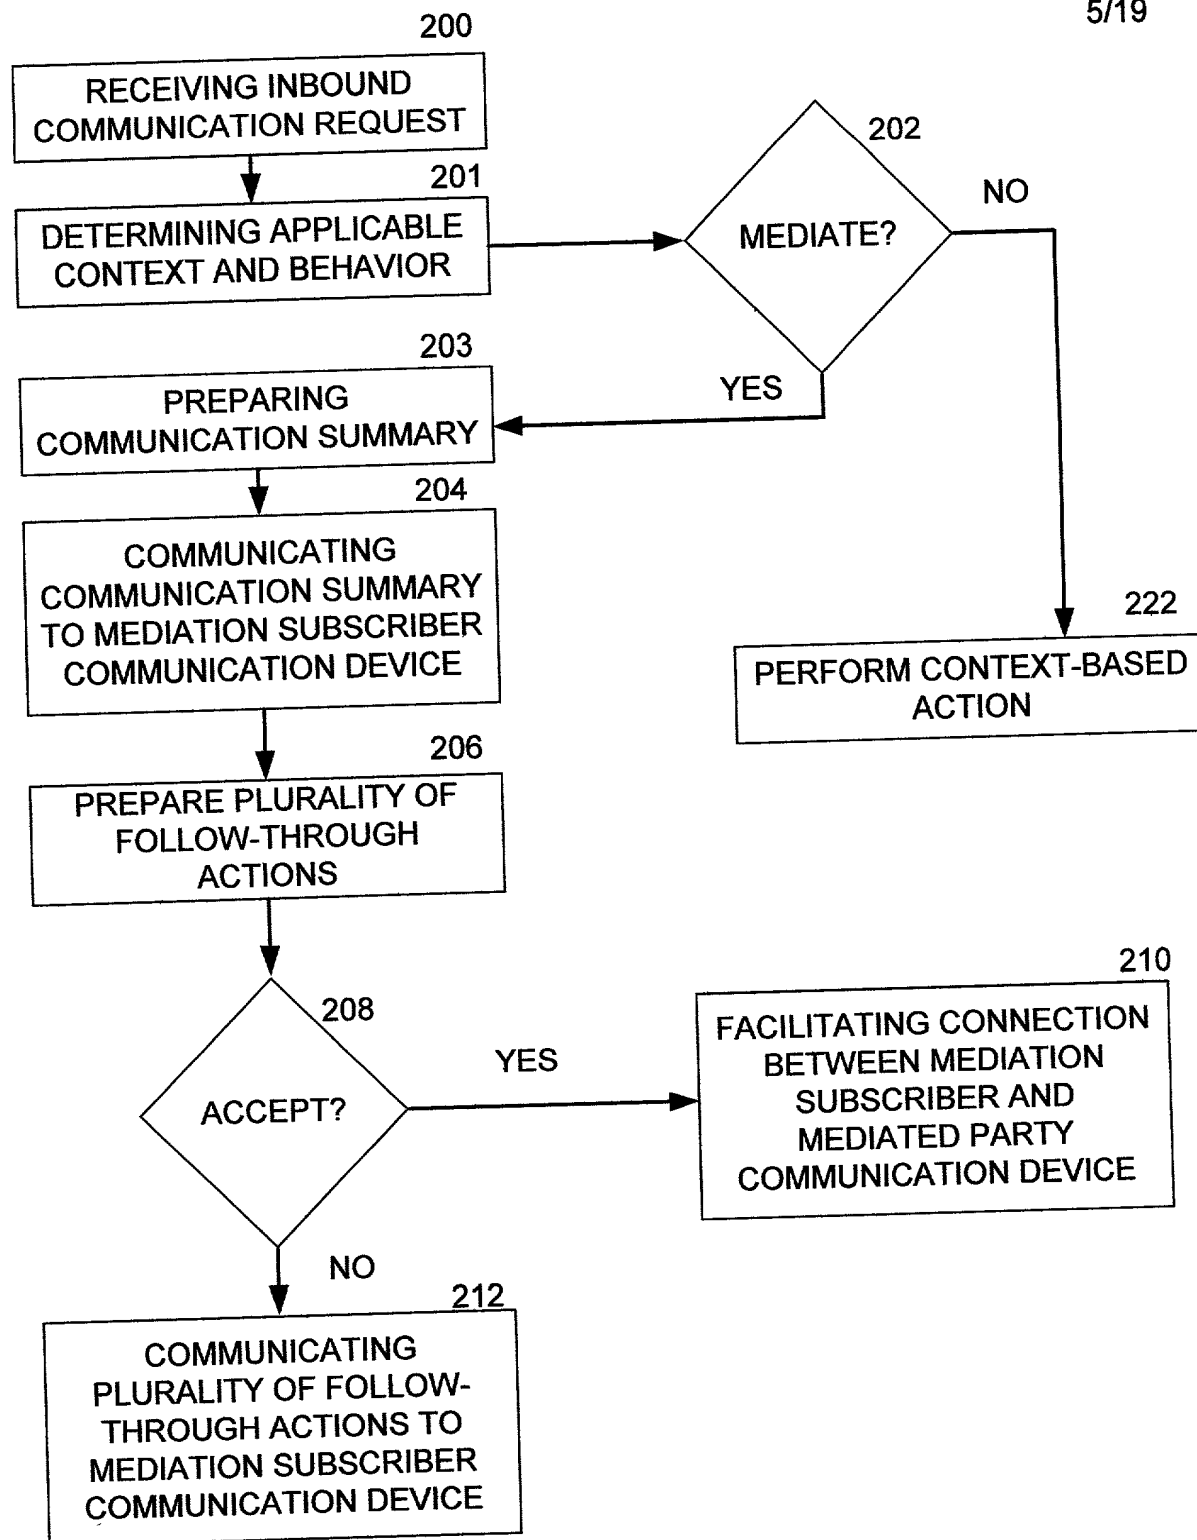 5/19
200
RECEIVING INBOUND
COMMUNICATION REQUEST
201
DETERMINING APPLICABLE
CONTEXT AND BEHAVIOR
202
MEDIATE?
NO
YES
203
PREPARING
COMMUNICATION SUMMARY
204
COMMUNICATING
COMMUNICATION SUMMARY
TO MEDIATION SUBSCRIBER
COMMUNICATION DEVICE
222
PERFORM CONTEXT-BASED
ACTION
206
PREPARE PLURALITY OF
FOLLOW-THROUGH
ACTIONS
208
ACCEPT?
YES
210
FACILITATING CONNECTION
BETWEEN MEDIATION
SUBSCRIBER AND
MEDIATED PARTY
COMMUNICATION DEVICE
NO
212
COMMUNICATING
PLURALITY OF FOLLOW-
THROUGH ACTIONS TO
MEDIATION SUBSCRIBER
COMMUNICATION DEVICE